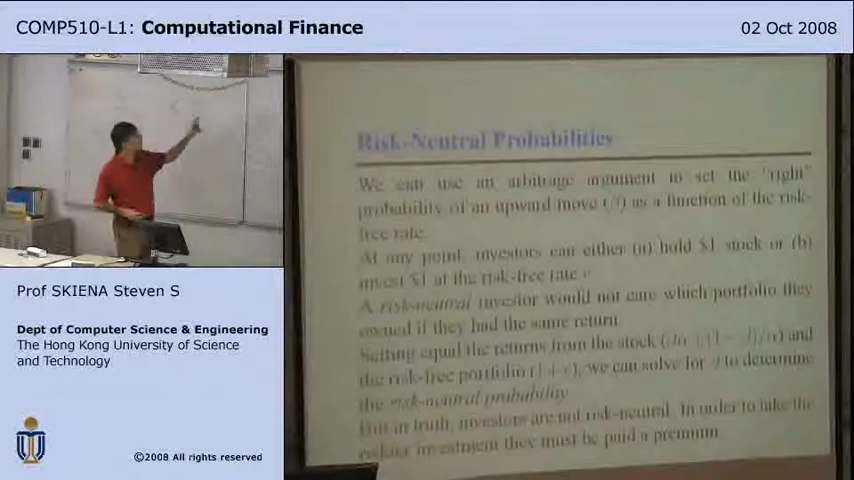 COMP510-L1: Computational Finance
02 Oct 2008
Risk-Neutral Probabilities
We can use an arbitrage argument to set the "right"
probability of an upward move ( ) as a function of the risk-
free rate.
At any point, investors can either (a) hold $1 stock or (b)
invest $1 at the risk-free rate r.
A risk-neutral investor would not care which portfolio they
owned if they had the same return.
Setting equal the returns from the stock and
the risk-free portfolio (1 + r), we can solve for to determine
the risk-neutral probability.
But in truth, investors are not risk-neutral. In order to take the
riskier investment they must be paid a premium.
Prof SKIENA Steven S
Dept of Computer Science & Engineering
The Hong Kong University of Science
and Technology
©2008 All rights reserved